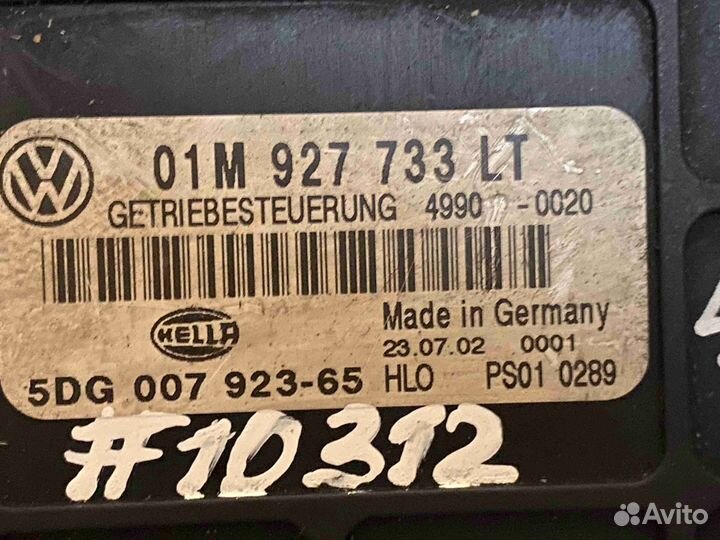 01M 927 733 LT
GETRIEBESTEUERUNG 4990 -0020
HELLA
Made in Germany
23.07.02 0001
5DG 007 923-65 HLO PS01 0289
#10312
Avito